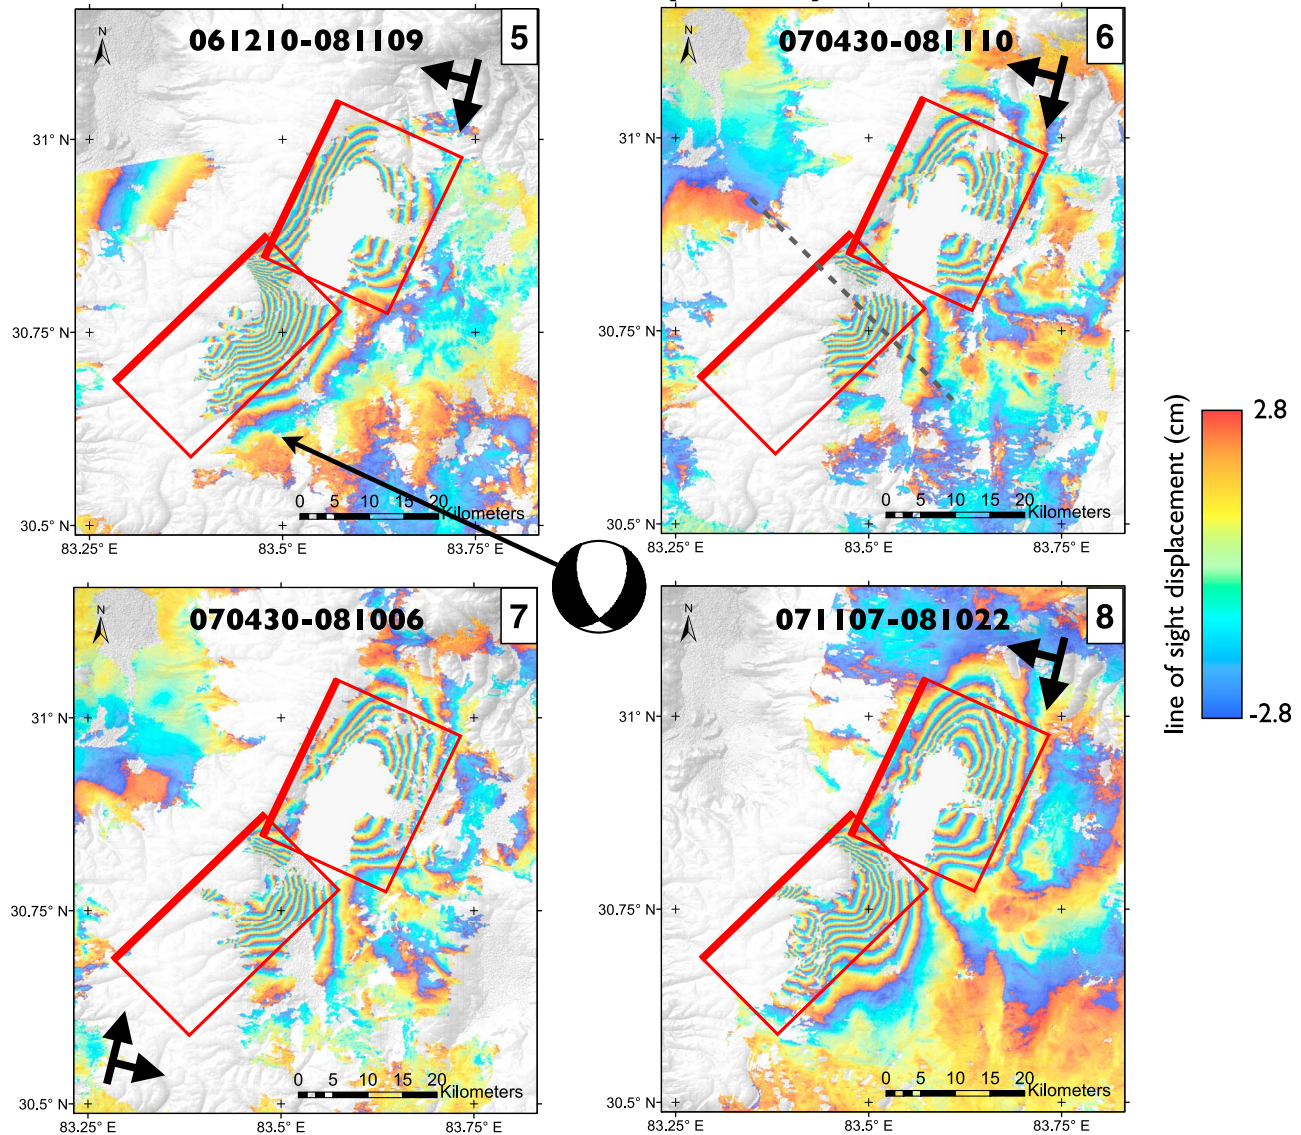 061210-081109 5
N
31° N
30.75° N
30.5° N
0 5 10 15 20
Kilometers
83.25° E 83.5° E 83.75° E
070430-081110 6
N
31° N
30.75° N
30.5° N
0 5 10 15 20
Kilometers
83.25° E 83.5° E 83.75° E
line of sight displacement (cm)
2.8
-2.8
070430-081006 7
N
31° N
30.75° N
30.5° N
0 5 10 15 20
Kilometers
83.25° E 83.5° E 83.75° E
071107-081022 8
N
31° N
30.75° N
30.5° N
0 5 10 15 20
Kilometers
83.25° E 83.5° E 83.75° E